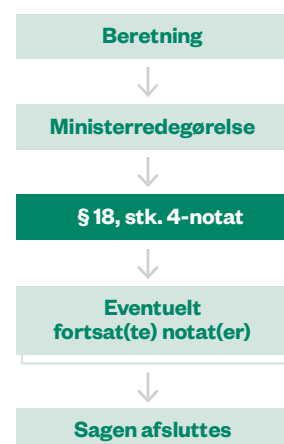 Beretning
Ministerredegørelse
§ 18, stk. 4-notat
Eventuelt
fortsat(te) notat(er)
Sagen afsluttes